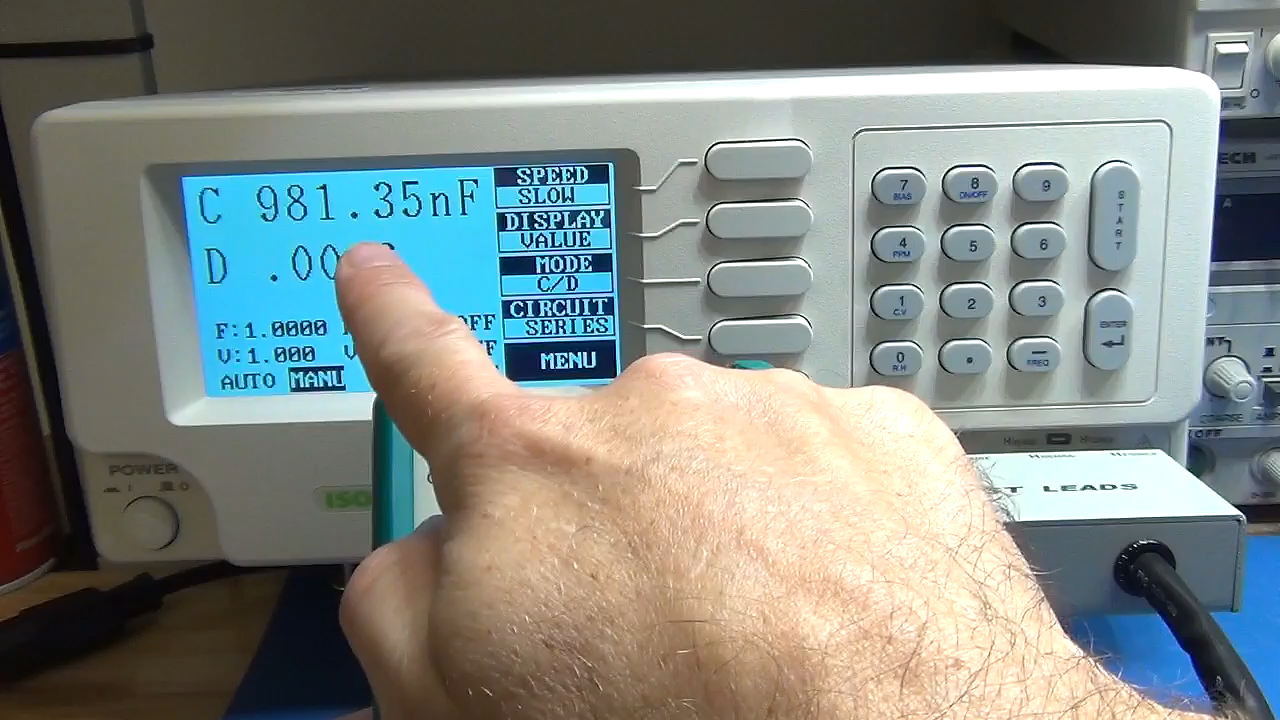 C 981.35nF
D .00
F:1.0000
V:1.000
AUTO MANU
SPEED
SLOW
DISPLAY
VALUE
MODE
C/D
CIRCUIT
SERIES
MENU
7
BIAS
8
ON/OFF
9
4
PPM
5
6
1
C.V
2
3
0
R.H
•
–
FREQ
START
ENTER
POWER
ISO
LEADS